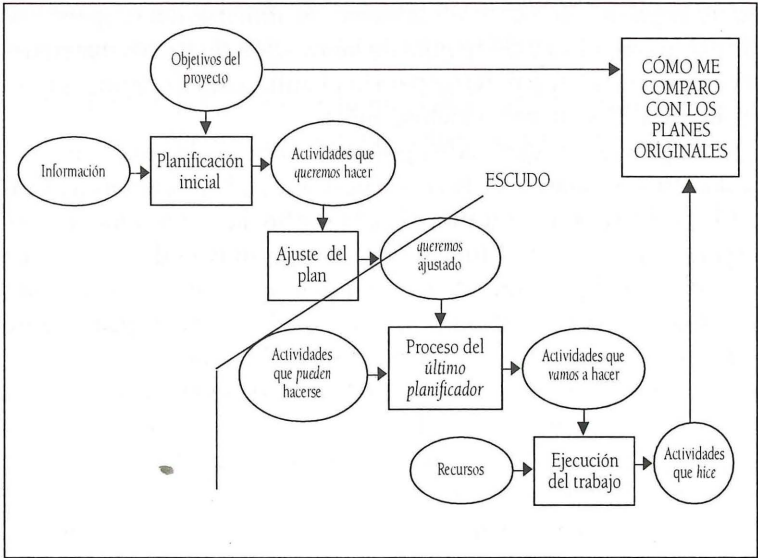 Objetivos del
proyecto
CÓMO ME
COMPARO
CON LOS
PLANES
ORIGINALES
Información
Planificación
inicial
Actividades que
queremos hacer
ESCUDO
Ajuste del
plan
queremos
ajustado
Actividades
que pueden
hacerse
Proceso del
último
planificador
Actividades que
vamos a hacer
Recursos
Ejecución
del trabajo
Actividades
que hice